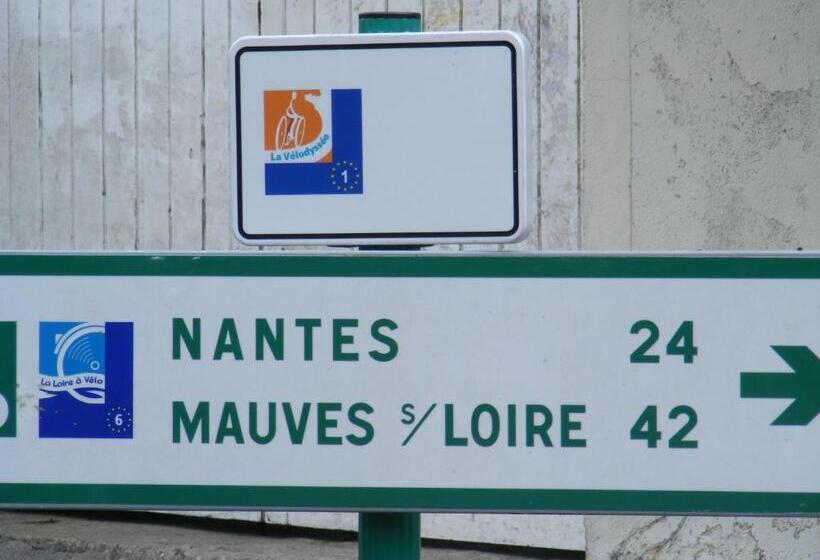 La Vélodyssée
1
NANTES 24
La Loire à Vélo
6
MAUVES S/LOIRE 42